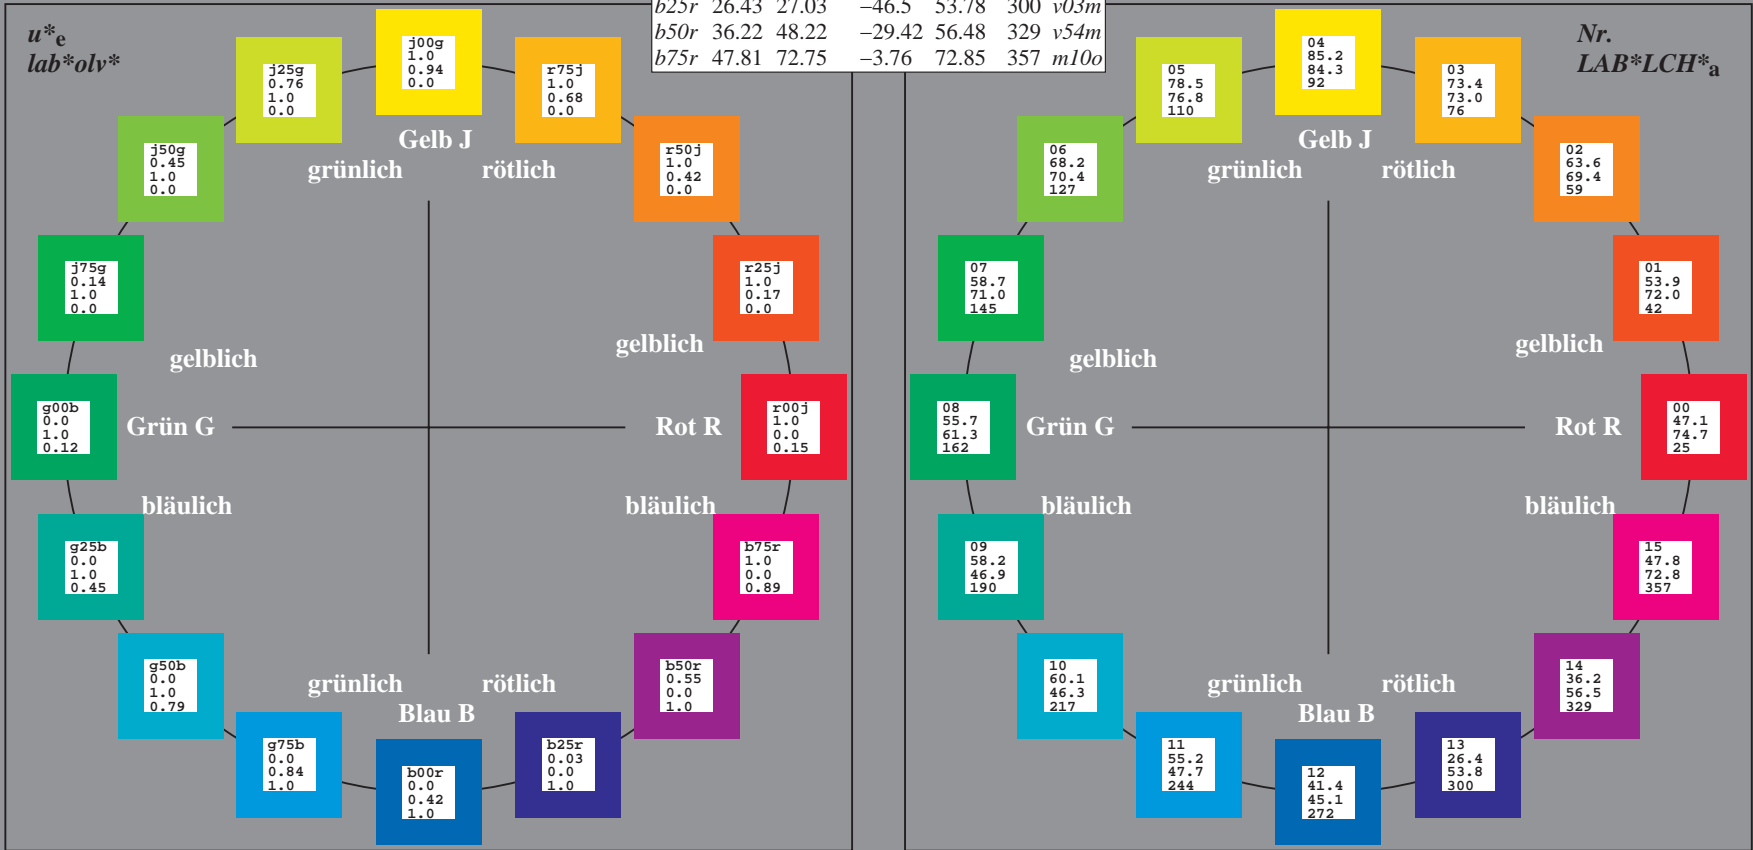 b25r 26.43 27.03 −46.5 53.78 300 v03m
b50r 36.22 48.22 −29.42 56.48 329 v54m
b75r 47.81 72.75 −3.76 72.85 357 m10o
u*e
lab*olv*
j00g
1.0
0.94
0.0
j25g
0.76
1.0
0.0
r75j
1.0
0.68
0.0
j50g
0.45
1.0
0.0
r50j
1.0
0.42
0.0
Gelb J
grünlich rötlich
j75g
0.14
1.0
0.0
r25j
1.0
0.17
0.0
gelblich
gelblich
g00b
0.0
1.0
0.12
Grün G
Rot R
r00j
1.0
0.0
0.15
bläulich
bläulich
g25b
0.0
1.0
0.45
b75r
1.0
0.0
0.89
g50b
0.0
1.0
0.79
b50r
0.55
0.0
1.0
grünlich rötlich
Blau B
g75b
0.0
0.84
1.0
b00r
0.0
0.42
1.0
b25r
0.03
0.0
1.0
Nr.
LAB*LCH*a
04
85.2
84.3
92
05
78.5
76.8
110
03
73.4
73.0
76
06
68.2
70.4
127
02
63.6
69.4
59
Gelb J
grünlich rötlich
07
58.7
71.0
145
01
53.9
72.0
42
gelblich
gelblich
08
55.7
61.3
162
Grün G
Rot R
00
47.1
74.7
25
bläulich
bläulich
09
58.2
46.9
190
15
47.8
72.8
357
10
60.1
46.3
217
14
36.2
56.5
329
grünlich rötlich
Blau B
11
55.2
47.7
244
12
41.4
45.1
272
13
26.4
53.8
300